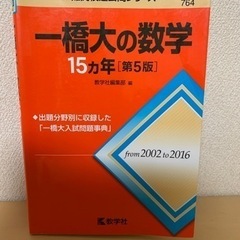 764
一橋大の数学
15カ年[第5版]
教学社編集部 編
◆出題分野別に収録した
「一橋大入試問題事典」
from 2002 to 2016
教学社